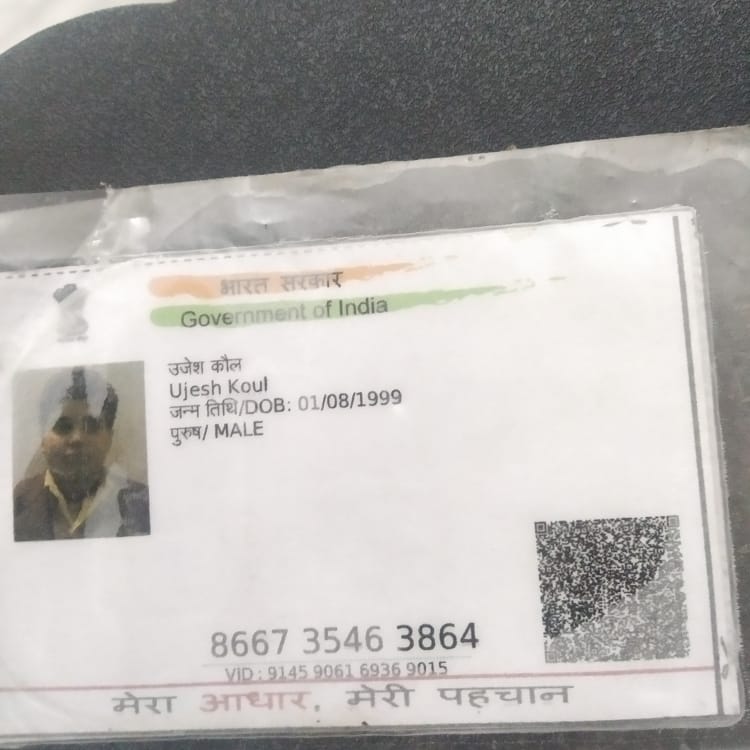 भारत सरकार
Government of India
उजेश कौल
Ujesh Koul
जन्म तिथि/DOB: 01/08/1999
पुरुष/ MALE
8667 3546 3864
VID : 9145 9061 6936 9015
मेरा आधार, मेरी पहचान